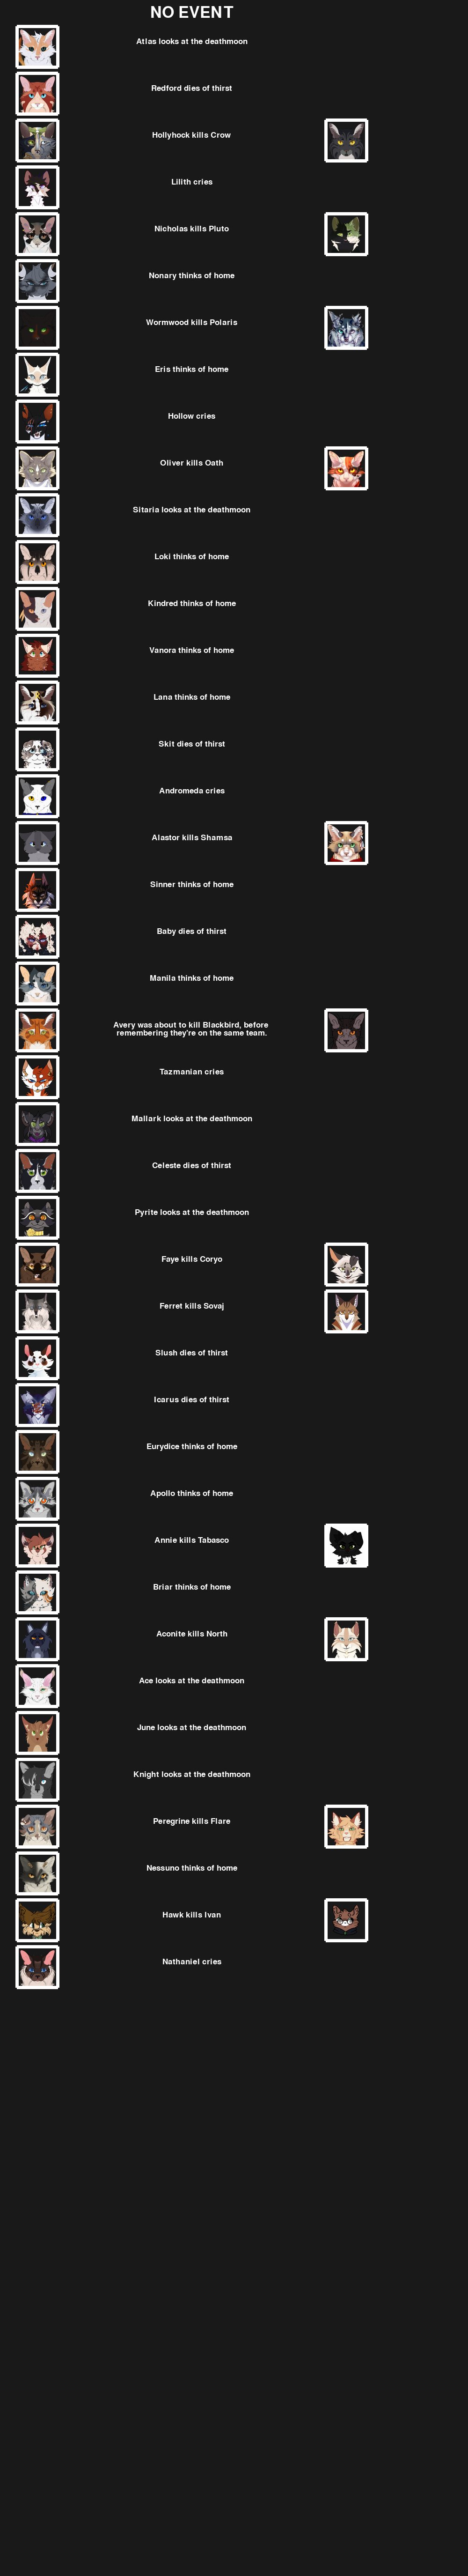 NO EVENT
Atlas looks at the deathmoon
Redford dies of thirst
Hollyhock kills Crow
Lilith cries
Nicholas kills Pluto
Nonary thinks of home
Wormwood kills Polaris
Eris thinks of home
Hollow cries
Oliver kills Oath
Sitaria looks at the deathmoon
Loki thinks of home
Kindred thinks of home
Vanora thinks of home
Lana thinks of home
Skit dies of thirst
Andromeda cries
Alastor kills Shamsa
Sinner thinks of home
Baby dies of thirst
Manila thinks of home
Avery was about to kill Blackbird, before
remembering they're on the same team.
Tazmanian cries
Mallark looks at the deathmoon
Celeste dies of thirst
Pyrite looks at the deathmoon
Faye kills Coryo
Ferret kills Sovaj
Slush dies of thirst
Icarus dies of thirst
Eurydice thinks of home
Apollo thinks of home
Annie kills Tabasco
Briar thinks of home
Aconite kills North
Ace looks at the deathmoon
June looks at the deathmoon
Knight looks at the deathmoon
Peregrine kills Flare
Nessuno thinks of home
Hawk kills Ivan
Nathaniel cries